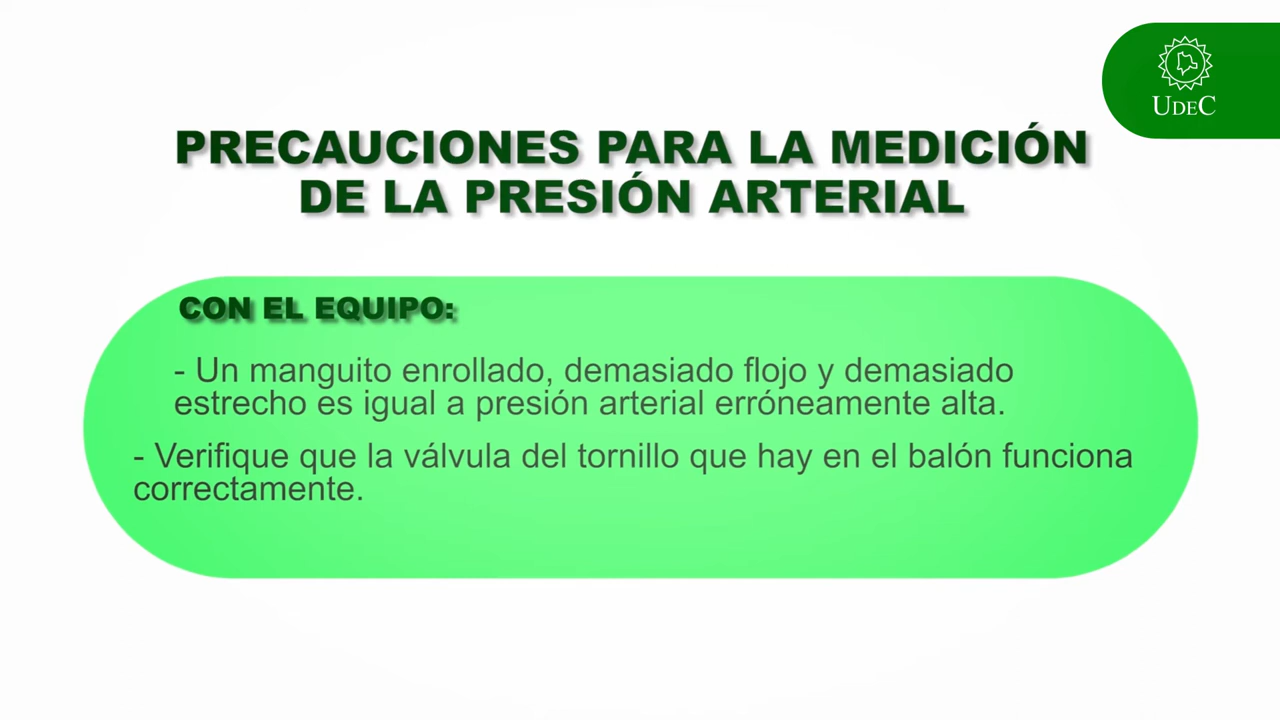 UDEC
PRECAUCIONES PARA LA MEDICIÓN
DE LA PRESIÓN ARTERIAL
CON EL EQUIPO:
- Un manguito enrollado, demasiado flojo y demasiado
estrecho es igual a presión arterial erróneamente alta.
- Verifique que la válvula del tornillo que hay en el balón funciona
correctamente.